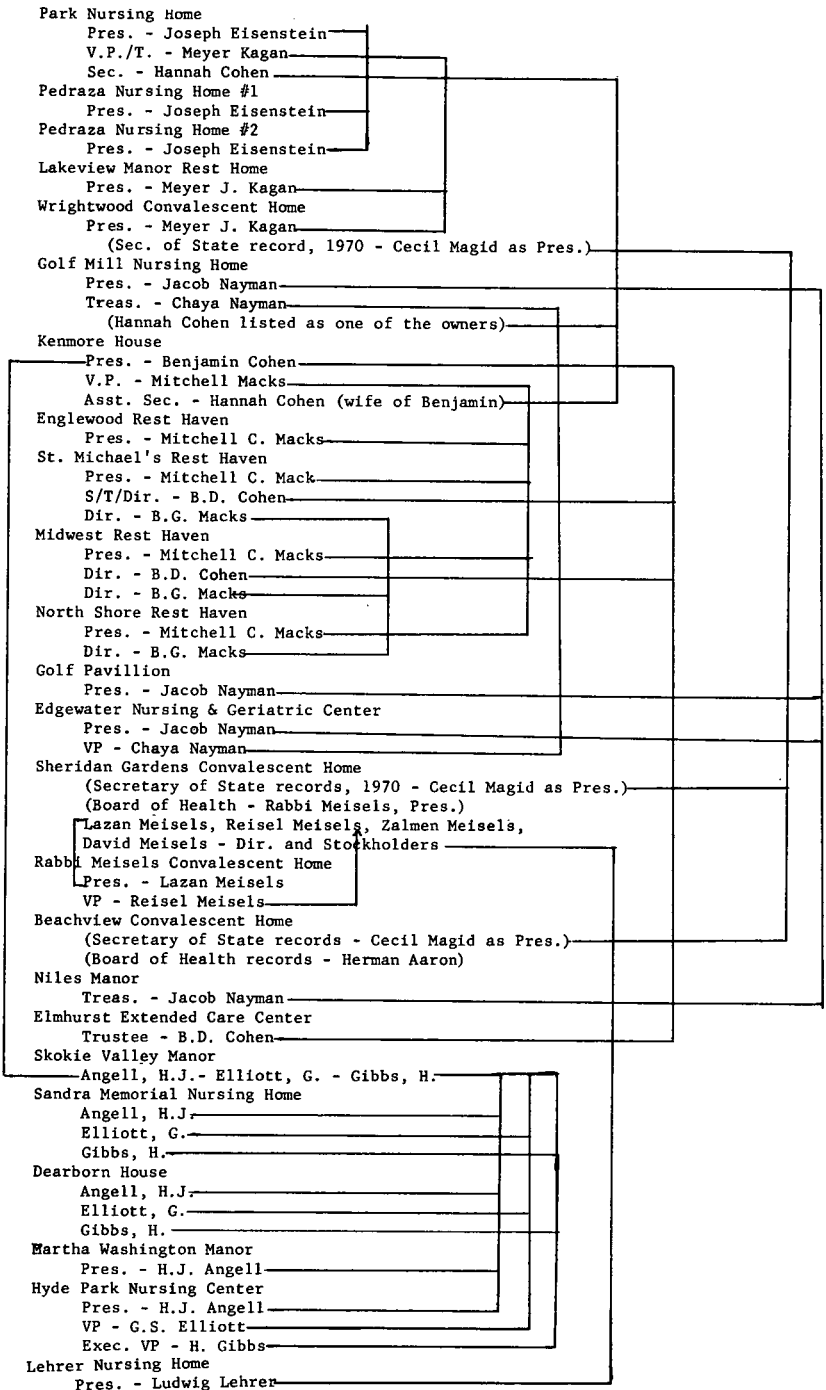 Park Nursing Home
Pres. - Joseph Eisenstein
V.P./T. - Meyer Kagan
Sec. - Hannah Cohen
Pedraza Nursing Home #1
Pres. - Joseph Eisenstein
Pedraza Nursing Home #2
Pres. - Joseph Eisenstein
Lakeview Manor Rest Home
Pres. - Meyer J. Kagan
Wrightwood Convalescent Home
Pres. - Meyer J. Kagan
(Sec. of State record, 1970 - Cecil Magid as Pres.)
Golf Mill Nursing Home
Pres. - Jacob Nayman
Treas. - Chaya Nayman
(Hannah Cohen listed as one of the owners)
Kenmore House
Pres. - Benjamin Cohen
V.P. - Mitchell Macks
Asst. Sec. - Hannah Cohen (wife of Benjamin)
Englewood Rest Haven
Pres. - Mitchell C. Macks
St. Michael's Rest Haven
Pres. - Mitchell C. Mack
S/T/Dir. - B.D. Cohen
Dir. - B.G. Macks
Midwest Rest Haven
Pres. - Mitchell C. Macks
Dir. - B.D. Cohen
Dir. - B.G. Macks
North Shore Rest Haven
Pres. - Mitchell C. Macks
Dir. - B.G. Macks
Golf Pavillion
Pres. - Jacob Nayman
Edgewater Nursing & Geriatric Center
Pres. - Jacob Nayman
VP - Chaya Nayman
Sheridan Gardens Convalescent Home
(Secretary of State records, 1970 - Cecil Magid as Pres.)
(Board of Health - Rabbi Meisels, Pres.)
Lazan Meisels, Reisel Meisels, Zalmen Meisels,
David Meisels - Dir. and Stockholders
Rabbi Meisels Convalescent Home
Pres. - Lazan Meisels
VP - Reisel Meisels
Beachview Convalescent Home
(Secretary of State records - Cecil Magid as Pres.)
(Board of Health records - Herman Aaron)
Niles Manor
Treas. - Jacob Nayman
Elmhurst Extended Care Center
Trustee - B.D. Cohen
Skokie Valley Manor
Angell, H.J.- Elliott, G. - Gibbs, H.
Sandra Memorial Nursing Home
Angell, H.J.
Elliott, G.
Gibbs, H.
Dearborn House
Angell, H.J.
Elliott, G.
Gibbs, H.
Martha Washington Manor
Pres. - H.J. Angell
Hyde Park Nursing Center
Pres. - H.J. Angell
VP - G.S. Elliott
Exec. VP - H. Gibbs
Lehrer Nursing Home
Pres. - Ludwig Lehrer